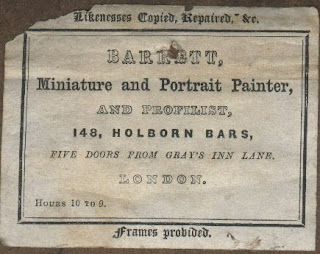 Likenesses Copied, Repaired, &c.
BARRETT,
Miniature and Portrait Painter,
AND PROFILIST,
148, HOLBORN BARS,
FIVE DOORS FROM GRAY'S INN LANE.
LONDON.
Hours 10 to 9.
Frames provided.